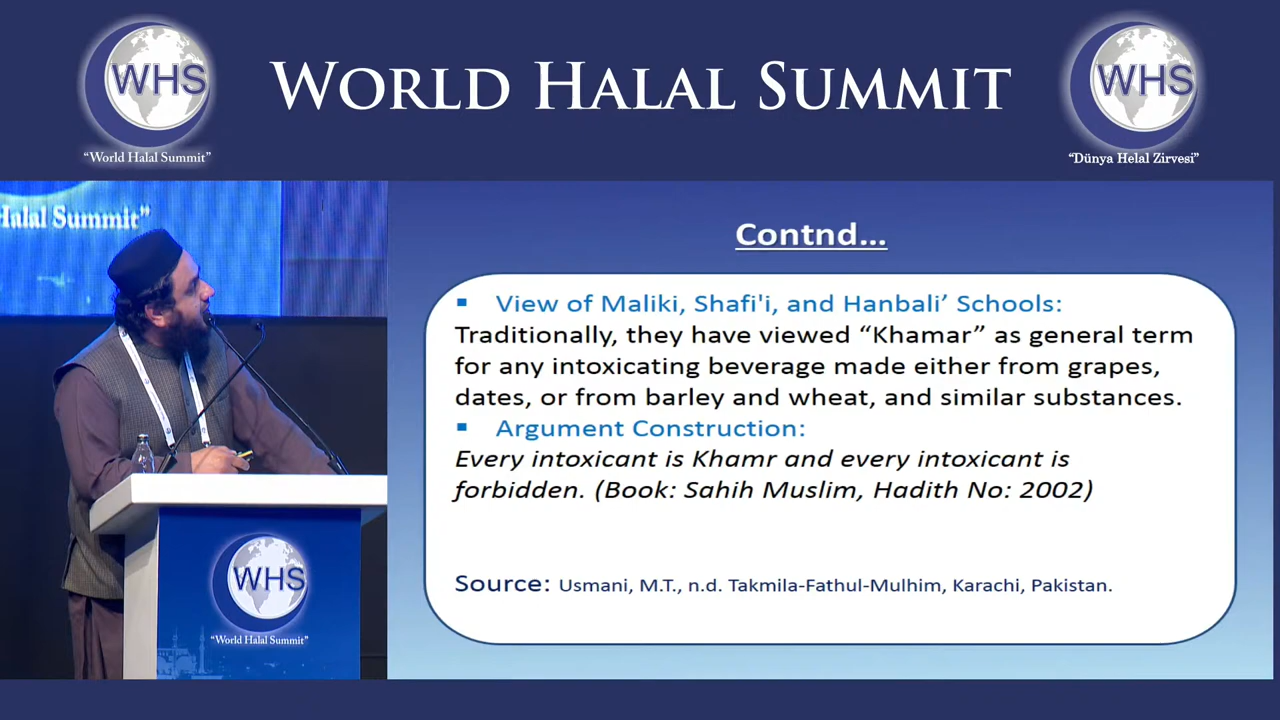 WHS
"World Halal Summit"
WORLD HALAL SUMMIT
WHS
"Dünya Helal Zirvesi"
Halal Summit"
Contnd...
▪ View of Maliki, Shafi'i, and Hanbali' Schools:
Traditionally, they have viewed “Khamar” as general term
for any intoxicating beverage made either from grapes,
dates, or from barley and wheat, and similar substances.
▪ Argument Construction:
Every intoxicant is Khamr and every intoxicant is
forbidden. (Book: Sahih Muslim, Hadith No: 2002)
Source: Usmani, M.T., n.d. Takmila-Fathul-Mulhim, Karachi, Pakistan.
WHS
"World Halal Summit"